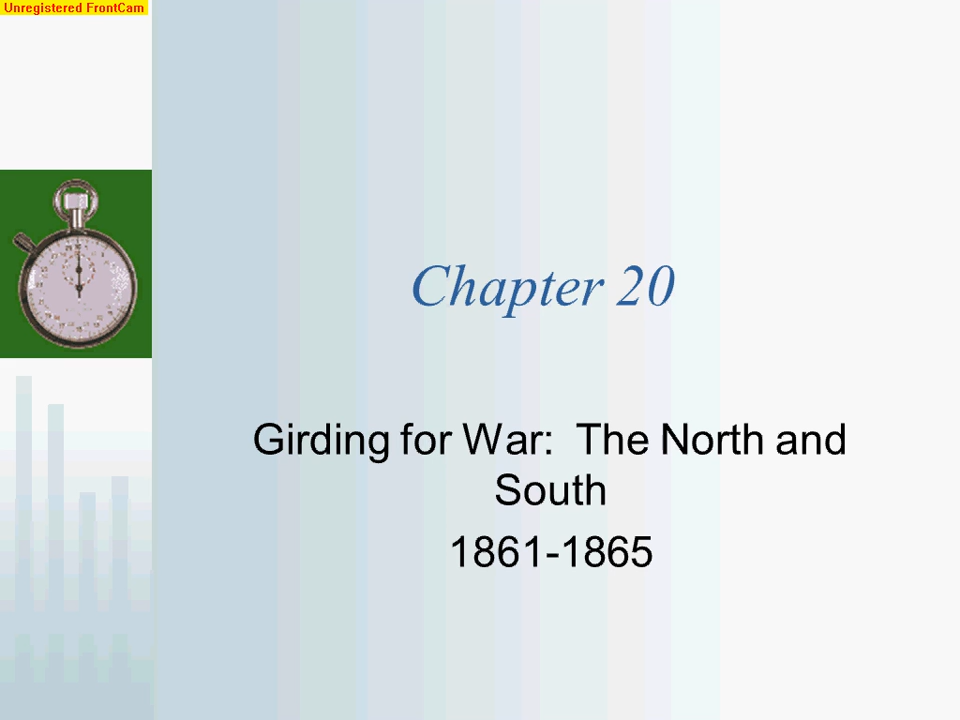 Unregistered FrontCam
Chapter 20
Girding for War:  The North and
South
1861-1865